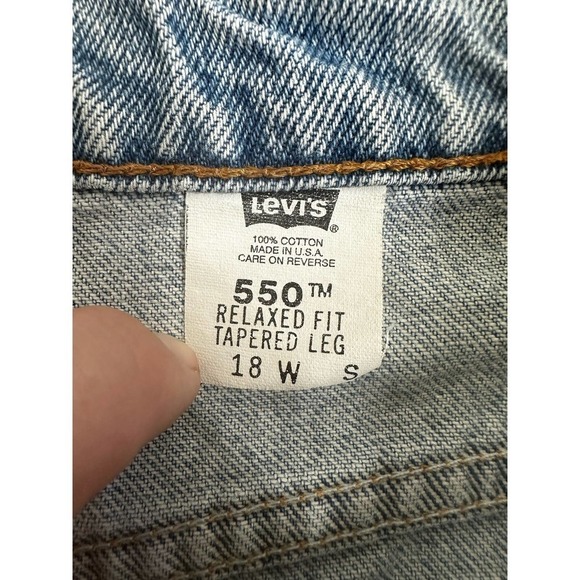 Levi's®
100% COTTON
MADE IN U.S.A.
CARE ON REVERSE
550™
RELAXED FIT
TAPERED LEG
18 W S